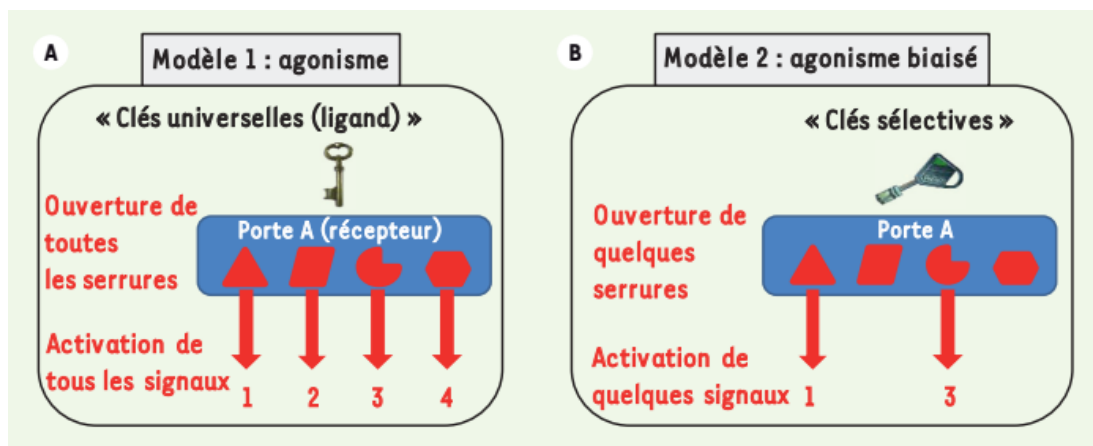 A
Modèle 1 : agonisme
« Clés universelles (ligand) »
Ouverture de
toutes
les serrures
Porte A (récepteur)
Activation de
tous les signaux
1 2 3 4
B
Modèle 2 : agonisme biaisé
« Clés sélectives »
Ouverture de
quelques
serrures
Porte A
Activation de
quelques signaux
1 3